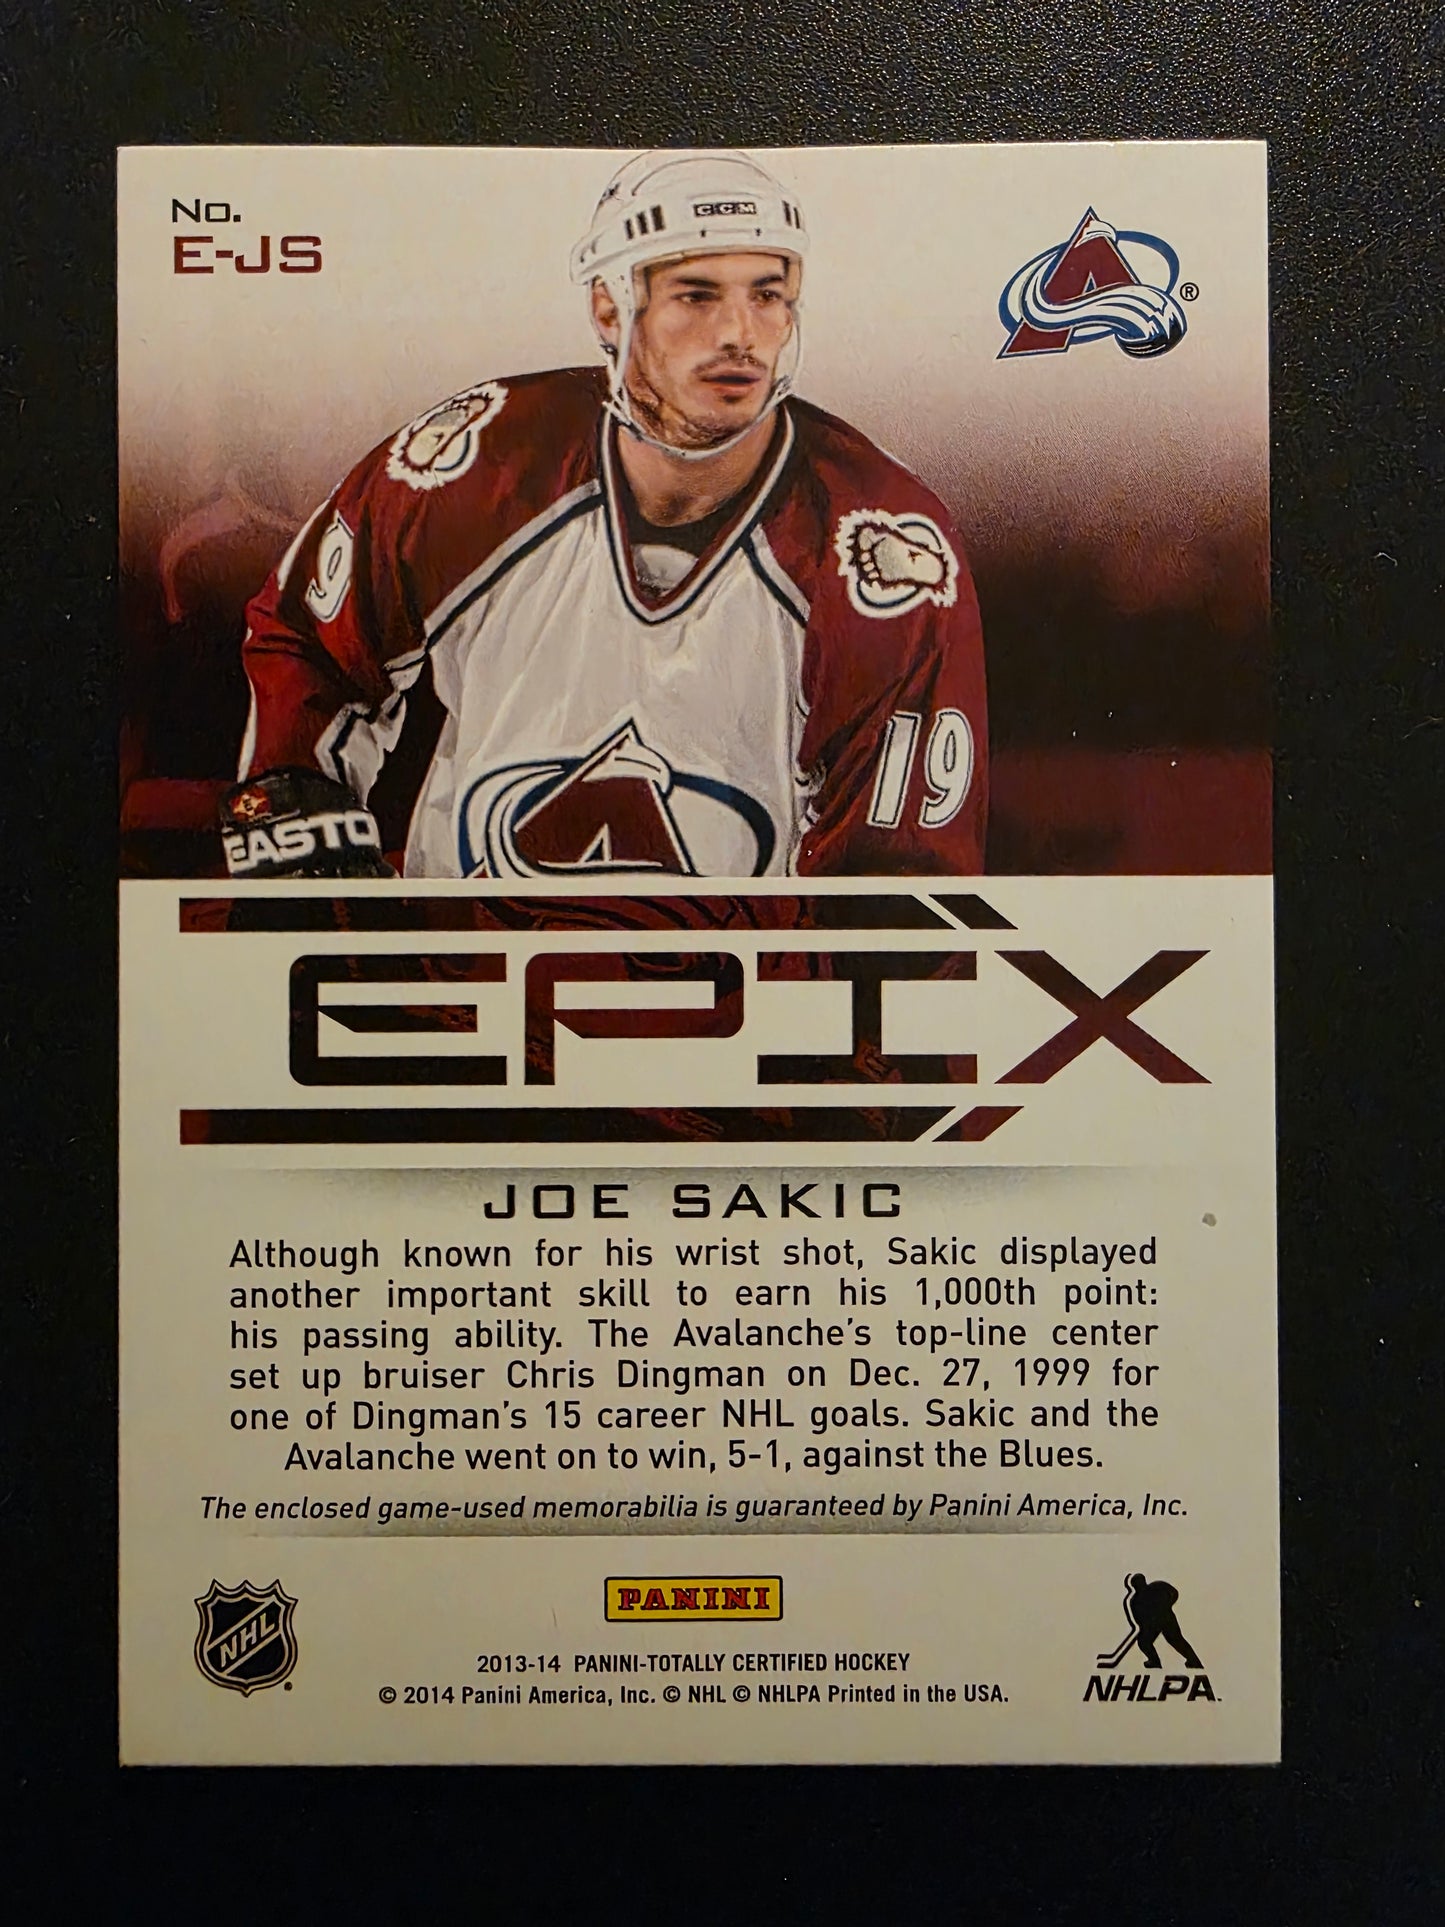 No.
E-JS
CCM
A
®
9
19
EASTO
A
EPIX
JOE SAKIC
Although known for his wrist shot, Sakic displayed
another important skill to earn his 1,000th point:
his passing ability. The Avalanche's top-line center
set up bruiser Chris Dingman on Dec. 27, 1999 for
one of Dingman's 15 career NHL goals. Sakic and the
Avalanche went on to win, 5-1, against the Blues.
The enclosed game-used memorabilia is guaranteed by Panini America, Inc.
NHL
PANINI
2013-14 PANINI-TOTALLY CERTIFIED HOCKEY
© 2014 Panini America, Inc. © NHL © NHLPA Printed in the USA.
NHLPA